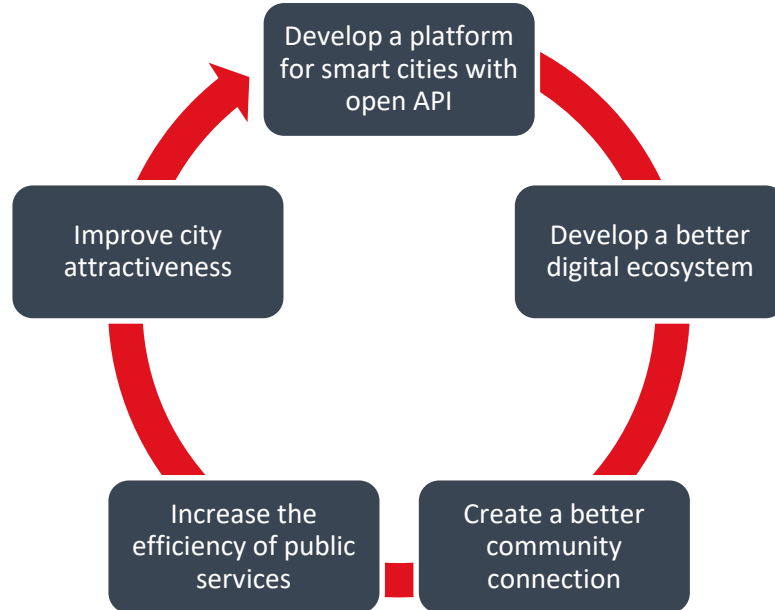 Develop a platform
for smart cities with
open API
Develop a better
digital ecosystem
Create a better
community
connection
Increase the
efficiency of public
services
Improve city
attractiveness